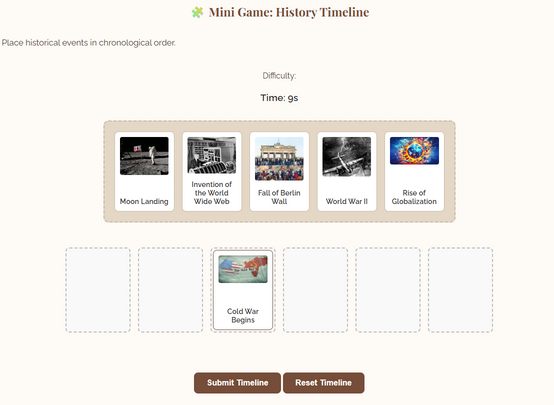 🧩 Mini Game: History Timeline
Place historical events in chronological order.
Difficulty:
Time: 9s
Moon Landing
Invention of
the World
Wide Web
Fall of Berlin
Wall
World War II
Rise of
Globalization
Cold War
Begins
Submit Timeline
Reset Timeline